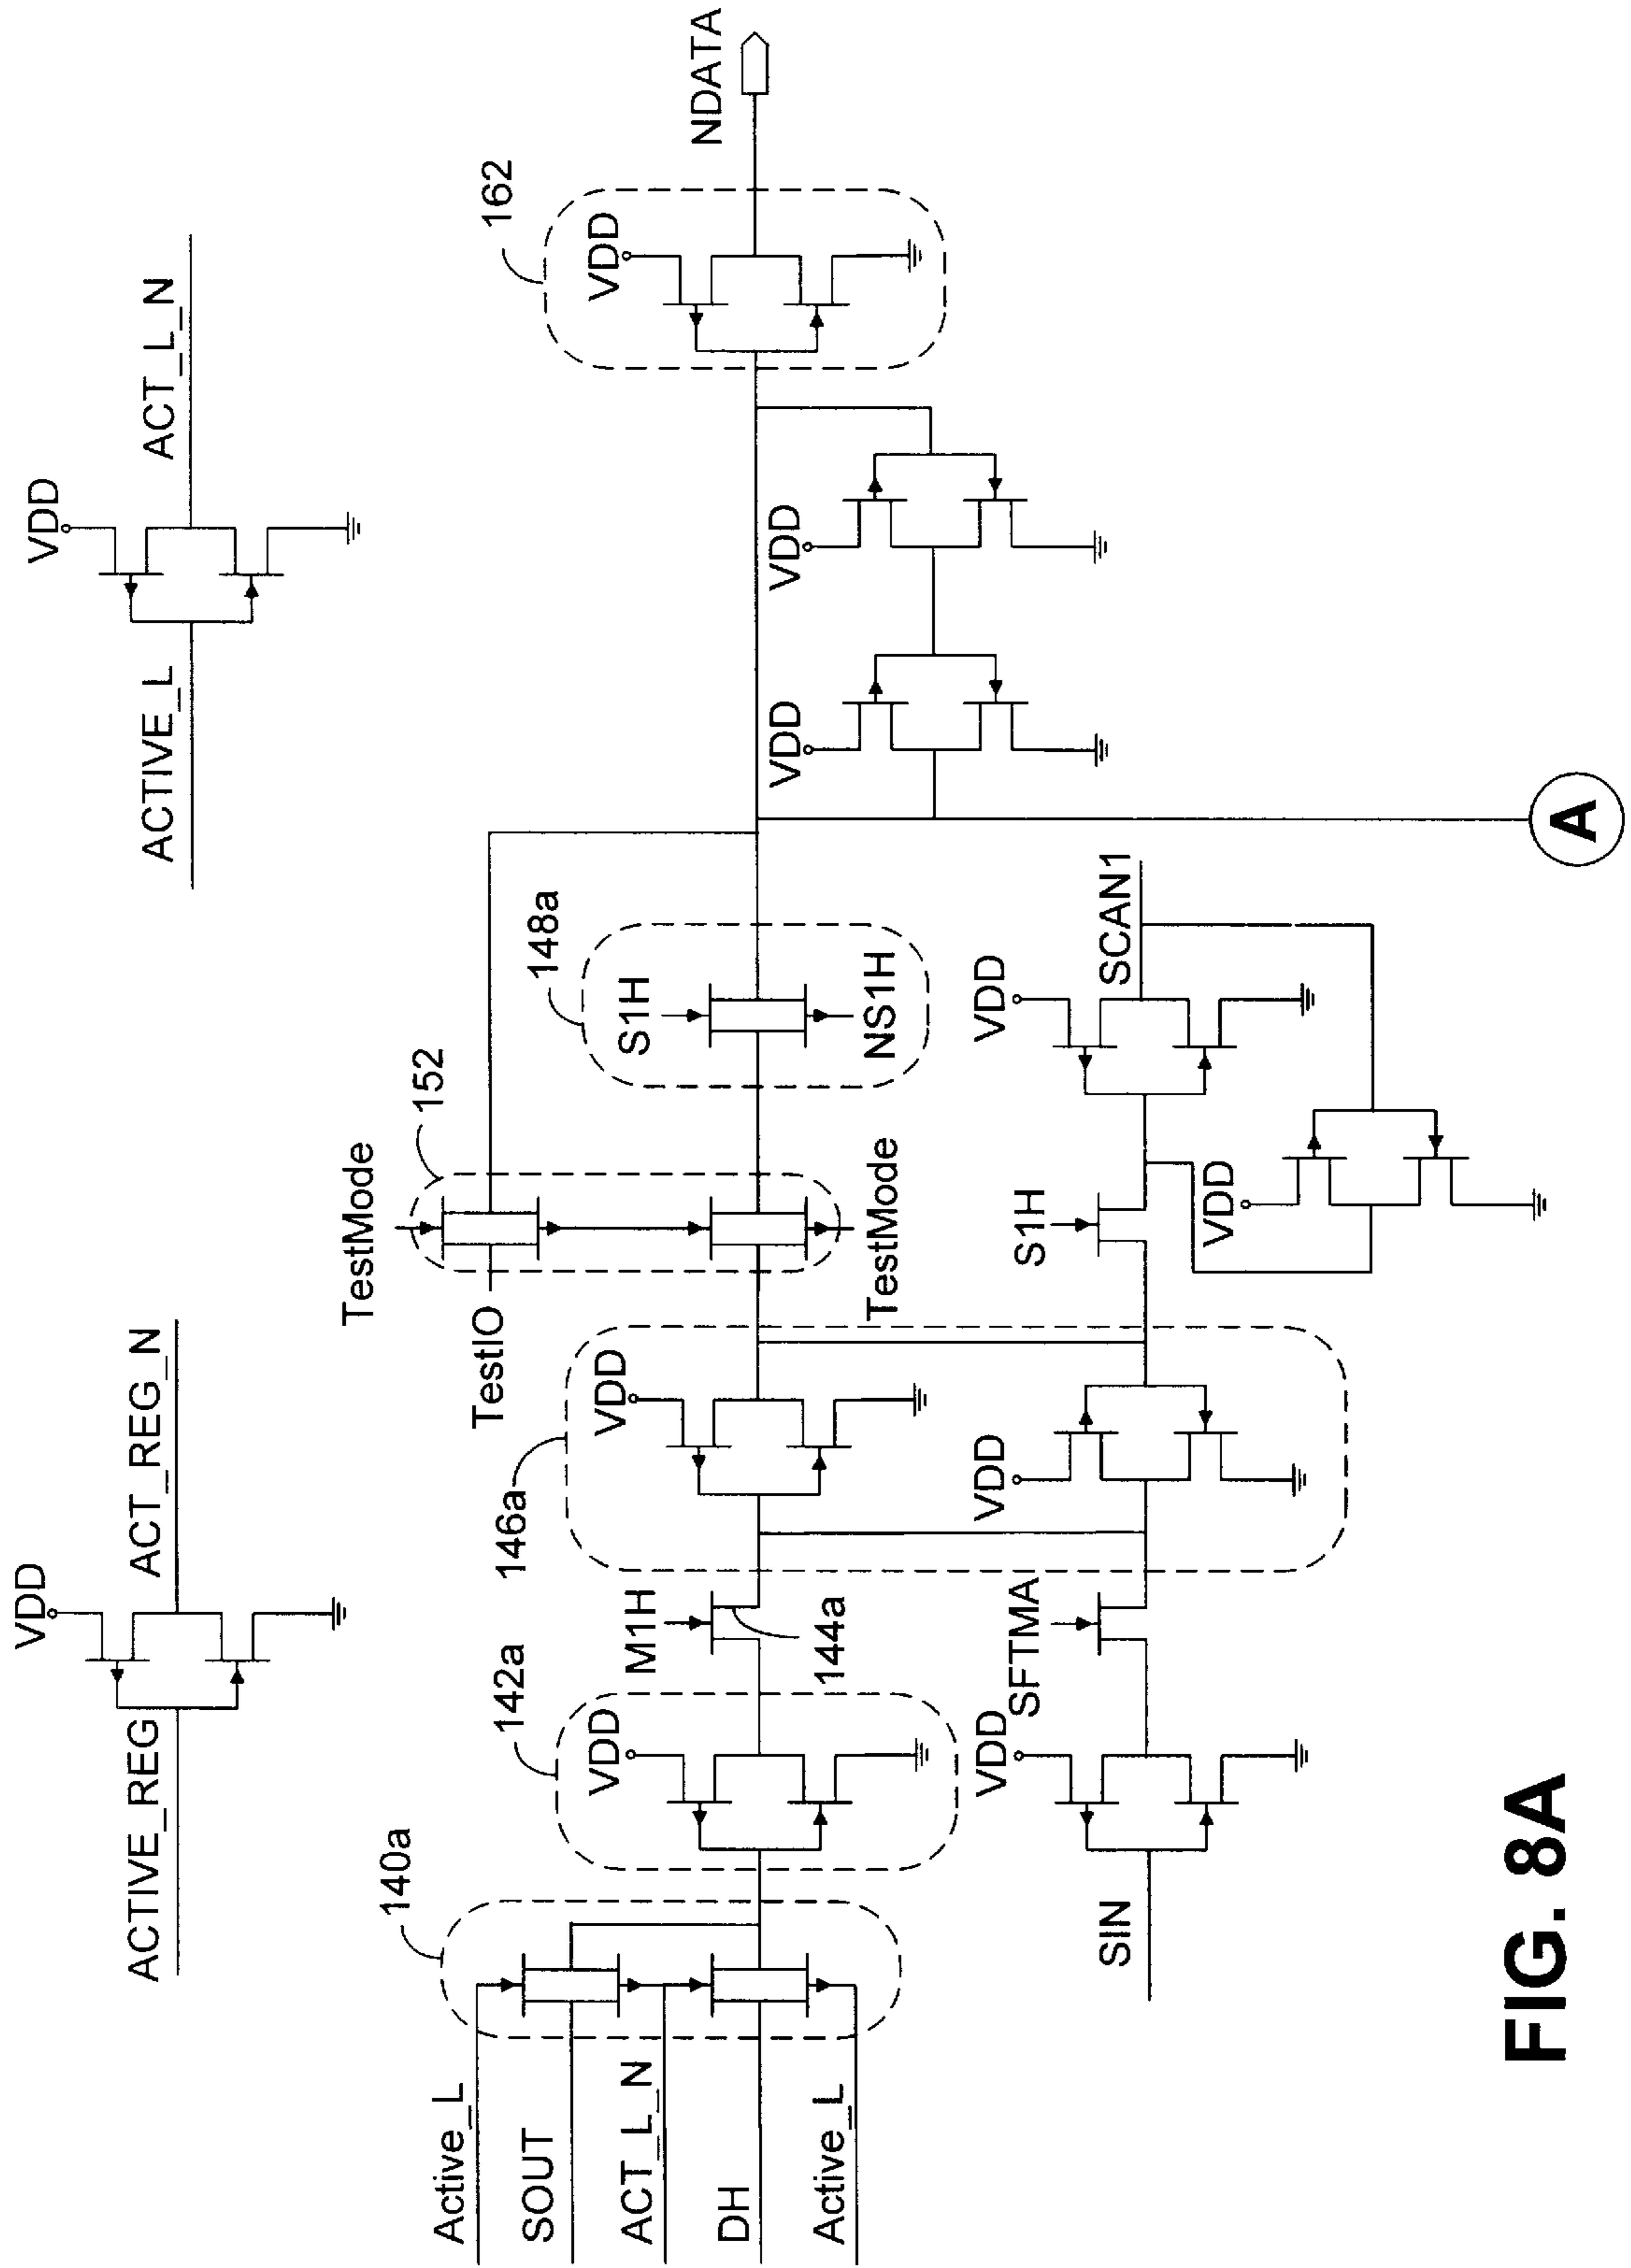 ACTIVE_REG
VDD
ACT_REG_N
ACTIVE_L
VDD
ACT_L_N
Active_L
SOUT
ACT_L_N
DH
Active_L
140a
142a
VDD
M1H
144a
146a
VDD
TestMode
TestIO
152
TestMode
148a
S1H
NS1H
VDD
VDD
162
VDD
NDATA
SIN
VDD
SFTMA
VDD
S1H
VDD
SCAN1
VDD
A
FIG. 8A